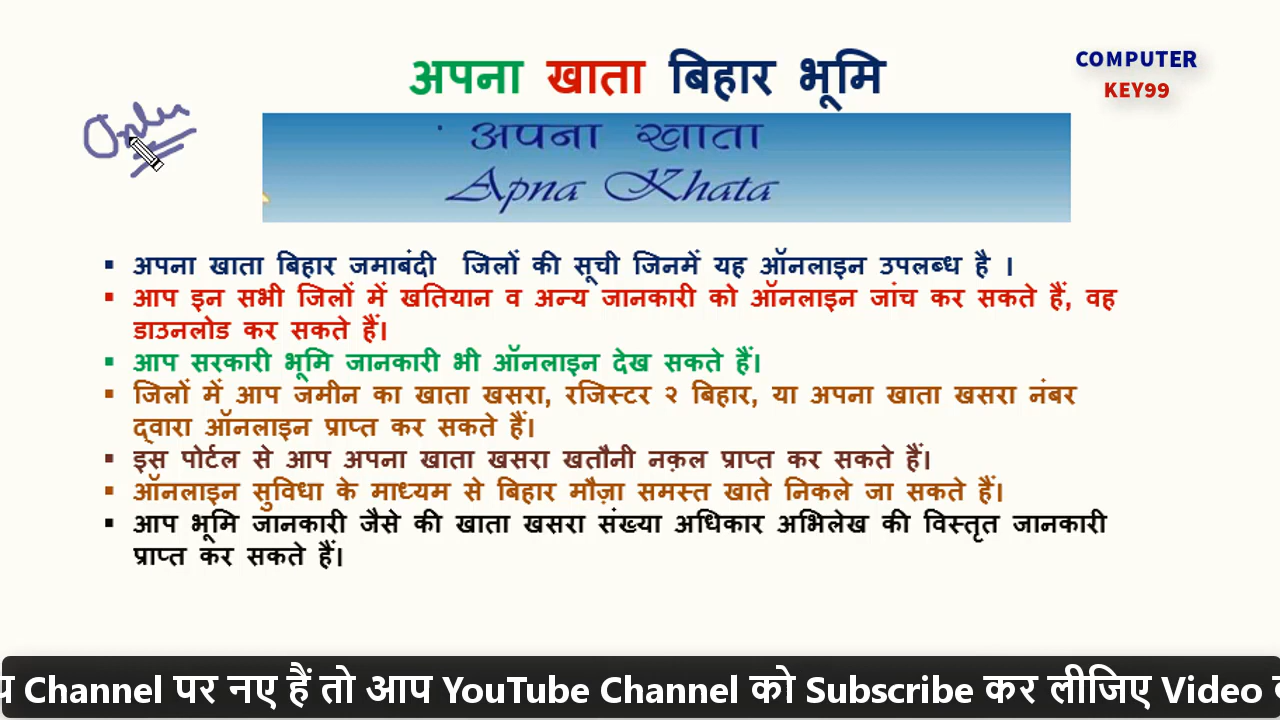 अपना खाता बिहार भूमि
COMPUTER
KEY99
अपना खाता
Apna Khata
▪ अपना खाता बिहार जमाबंदी जिलों की सूची जिनमें यह ऑनलाइन उपलब्ध है ।
▪ आप इन सभी जिलों में खतियान व अन्य जानकारी को ऑनलाइन जांच कर सकते हैं, वह
डाउनलोड कर सकते हैं।
▪ आप सरकारी भूमि जानकारी भी ऑनलाइन देख सकते हैं।
▪ जिलों में आप जमीन का खाता खसरा, रजिस्टर २ बिहार, या अपना खाता खसरा नंबर
द्वारा ऑनलाइन प्राप्त कर सकते हैं।
▪ इस पोर्टल से आप अपना खाता खसरा खतौनी नक़ल प्राप्त कर सकते हैं।
▪ ऑनलाइन सुविधा के माध्यम से बिहार मौज़ा समस्त खाते निकले जा सकते हैं।
▪ आप भूमि जानकारी जैसे की खाता खसरा संख्या अधिकार अभिलेख की विस्तृत जानकारी
प्राप्त कर सकते हैं।
Channel पर नए हैं तो आप YouTube Channel को Subscribe कर लीजिए Video